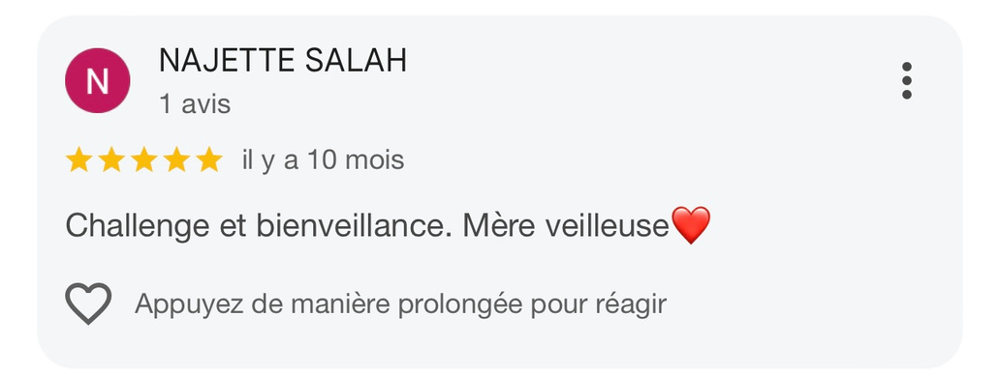 N
NAJETTE SALAH
1 avis
il y a 10 mois
Challenge et bienveillance. Mère veilleuse❤️
Appuyez de manière prolongée pour réagir